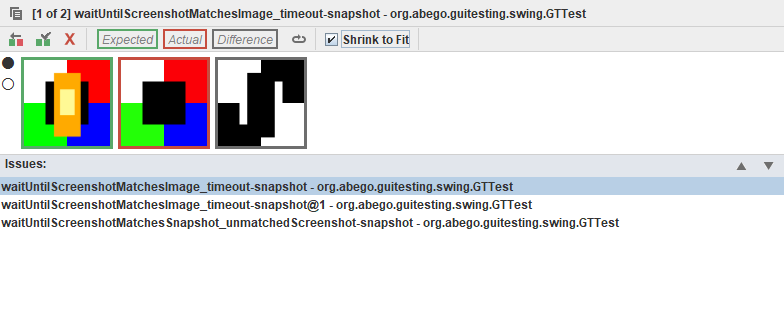 [1 of 2] waitUntilScreenshotMatchesImage_timeout-snapshot - org.abego.guitesting.swing.GTTest
X Expected Actual Difference Shrink to Fit
Issues:
waitUntilScreenshotMatchesImage_timeout-snapshot - org.abego.guitesting.swing.GTTest
waitUntilScreenshotMatchesImage_timeout-snapshot@1 - org.abego.guitesting.swing.GTTest
waitUntilScreenshotMatchesSnapshot_unmatchedScreenshot-snapshot - org.abego.guitesting.swing.GTTest